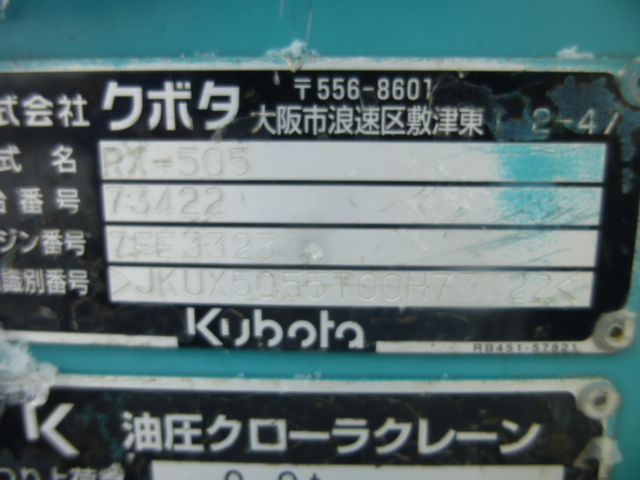 式会社 クボタ 〒556-8601
大阪市浪速区敷津東 1-2-47
式名 RX-505
番号 73422
ジン番号 7FF3323
識別番号 >JKUX5055T00H73422<
Kubota
RB451-5782
K 油圧クローラクレーン